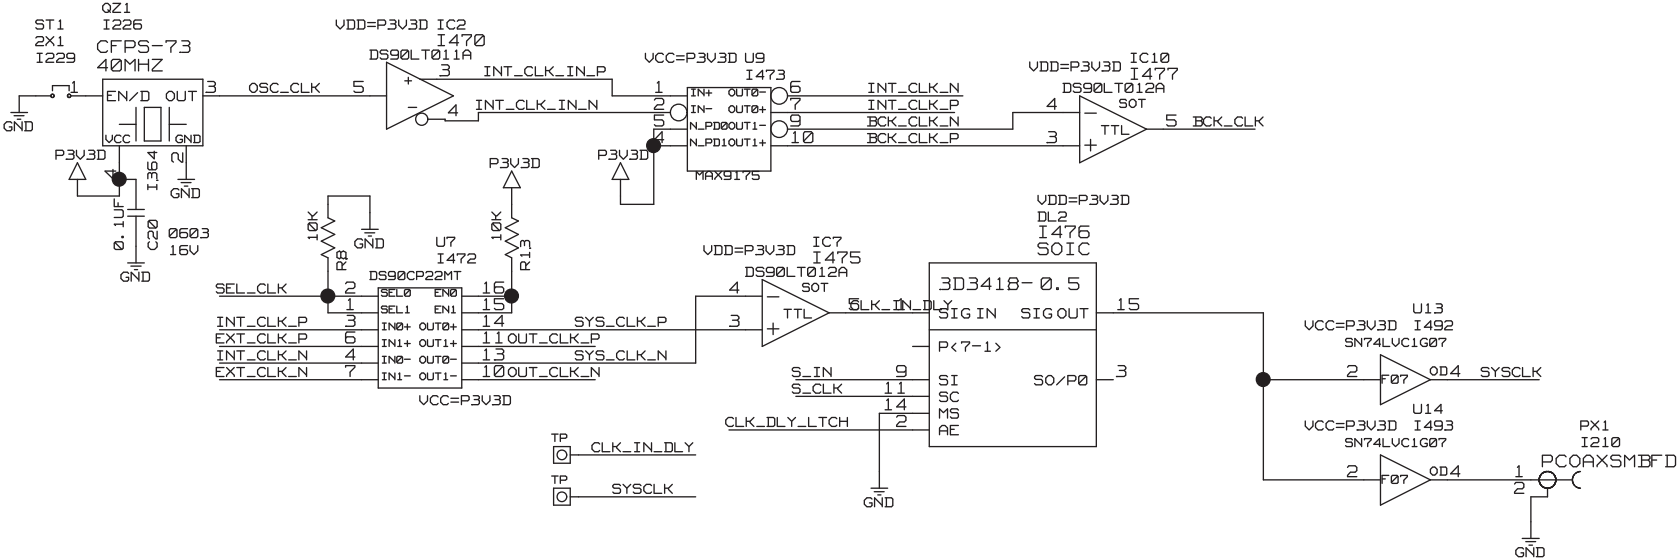 ST1
2X1
I229
1
GND
QZ1
I226
CFPS-73
40MHZ
EN/D OUT
VCC GND
3
4
2
I364
P3V3D
0.1UF
C20
0603
16V
GND
GND
OSC_CLK
VDD=P3V3D IC2
I470
DS90LT011A
5
+
-
3
4
INT_CLK_IN_P
INT_CLK_IN_N
VCC=P3V3D U9
I473
1
2
5
4
IN+ OUT0-
IN- OUT0+
N_PD0OUT1-
N_PD1OUT1+
MAX9175
6
7
9
10
P3V3D
INT_CLK_N
INT_CLK_P
BCK_CLK_N
BCK_CLK_P
VDD=P3V3D IC10
I477
DS90LT012A
SOT
4
3
-
+
TTL
5 BCK_CLK
10K
R8
GND
P3V3D
10K
R13
U7
I472
DS90CP22MT
SEL_CLK 2 SEL0 EN0 16
1 SEL1 EN1 15
INT_CLK_P 3 IN0+ OUT0+ 14 SYS_CLK_P
EXT_CLK_P 6 IN1+ OUT1+ 11 OUT_CLK_P
INT_CLK_N 4 IN0- OUT0- 13 SYS_CLK_N
EXT_CLK_N 7 IN1- OUT1- 10 OUT_CLK_N
VCC=P3V3D
VDD=P3V3D IC7
I475
DS90LT012A
SOT
4
3
-
+
TTL
5
CLK_IN_DLY
1
VDD=P3V3D
DL2
I476
SOIC
3D3418-0.5
SIG IN SIG OUT 15
P<7-1>
S_IN 9 SI SO/P0 3
S_CLK 11 SC
14 MS
CLK_DLY_LTCH 2 AE
GND
TP
CLK_IN_DLY
TP
SYSCLK
U13
VCC=P3V3D I492
SN74LVC1G07
2 F07 OD4 SYSCLK
U14
VCC=P3V3D I493
SN74LVC1G07
2 F07 OD4
PX1
I210
PCOAXSMBFD
1
2
GND